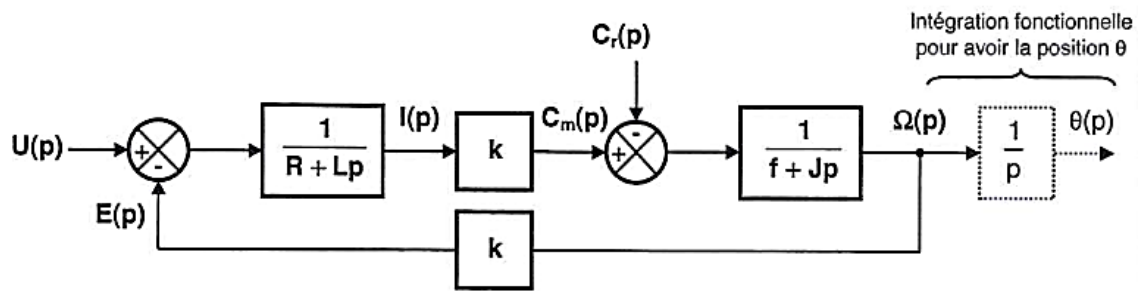 Intégration fonctionnelle
pour avoir la position θ
Cr(p)
U(p)
+
-
1
R + Lp
I(p)
k
Cm(p)
-
+
1
f + Jp
Ω(p)
1
p
θ(p)
E(p)
k